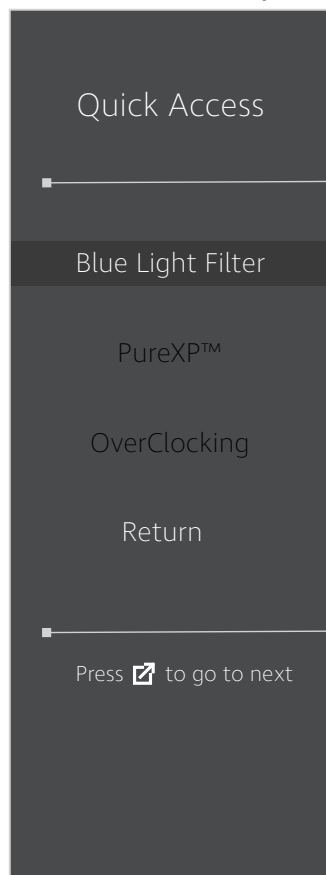 Quick Access
Blue Light Filter
PureXP™
OverClocking
Return
Press to go to next